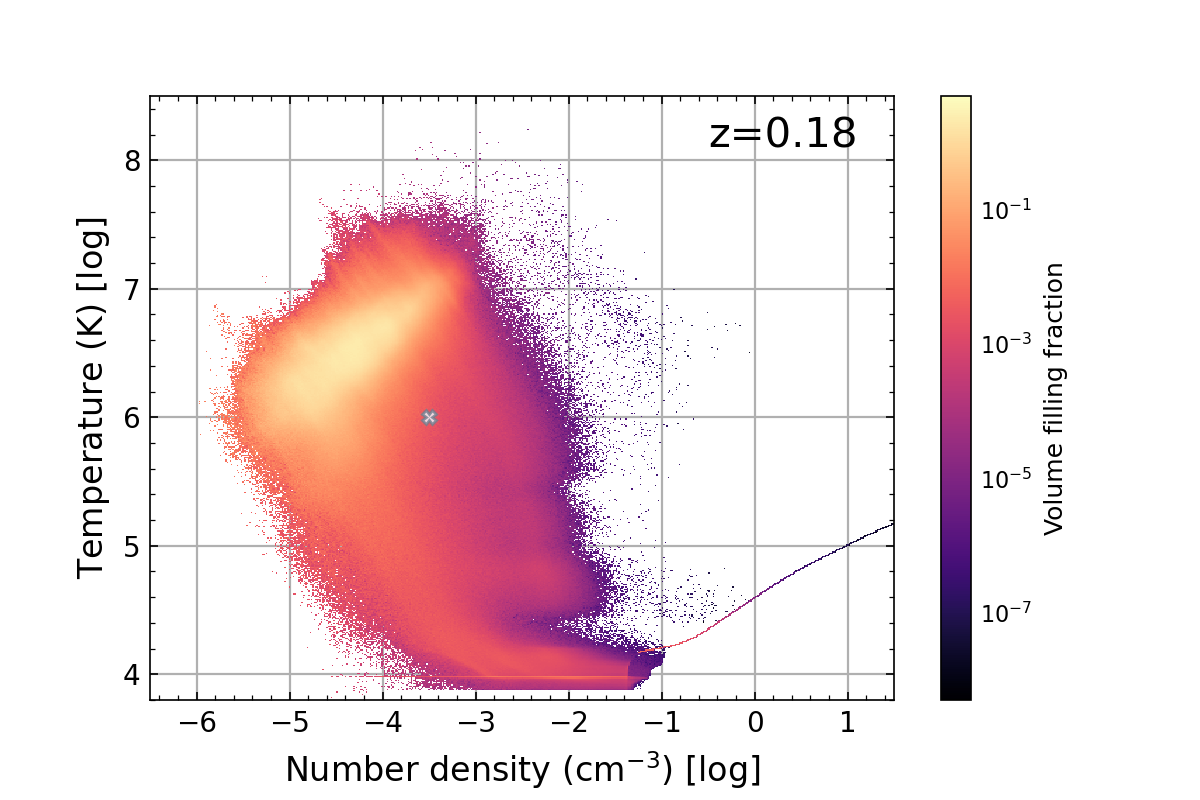 z=0.18
8
7
6
5
4
Temperature (K) [log]
−6 −5 −4 −3 −2 −1 0 1
Number density (cm⁻³) [log]
10⁻¹
10⁻³
10⁻⁵
10⁻⁷
Volume filling fraction